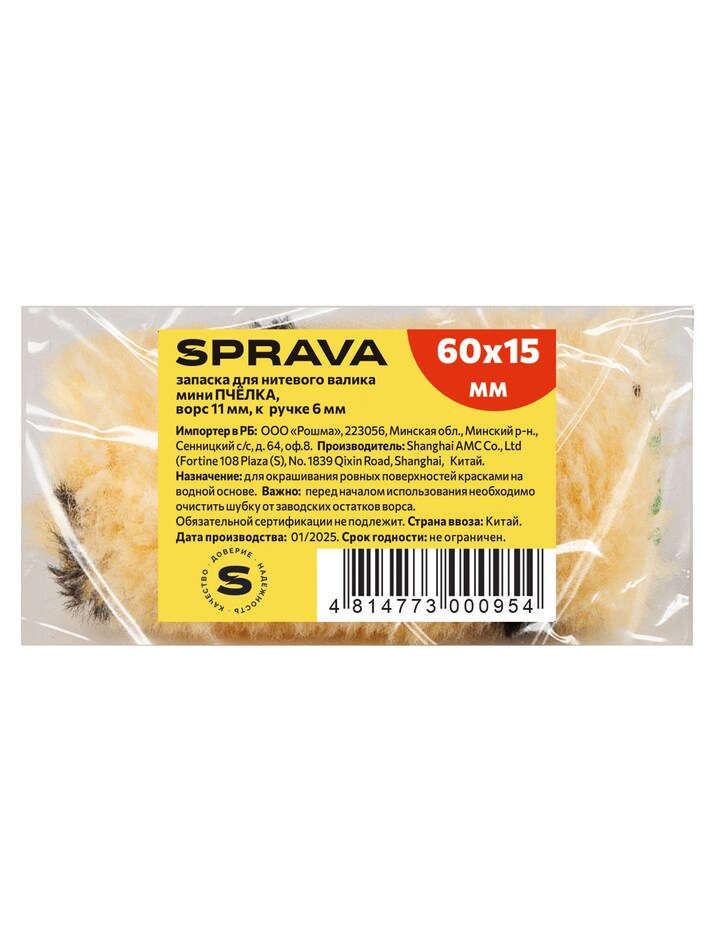 SPRAVA
60х15
мм
запаска для нитевого валика
мини ПЧЁЛКА,
ворс 11 мм, к ручке 6 мм
Импортер в РБ: ООО «Рошма», 223056, Минская обл., Минский р-н.,
Сенницкий с/с, д. 64, оф.8. Производитель: Shanghai AMC Co., Ltd
(Fortine 108 Plaza (S), No. 1839 Qixin Road, Shanghai, Китай.
Назначение: для окрашивания ровных поверхностей красками на
водной основе. Важно: перед началом использования необходимо
очистить шубку от заводских остатков ворса.
Обязательной сертификации не подлежит. Страна ввоза: Китай.
Дата производства: 01/2025. Срок годности: не ограничен.
КАЧЕСТВО · ДОВЕРИЕ · НАДЕЖНОСТЬ ·
S
4 814773 000954